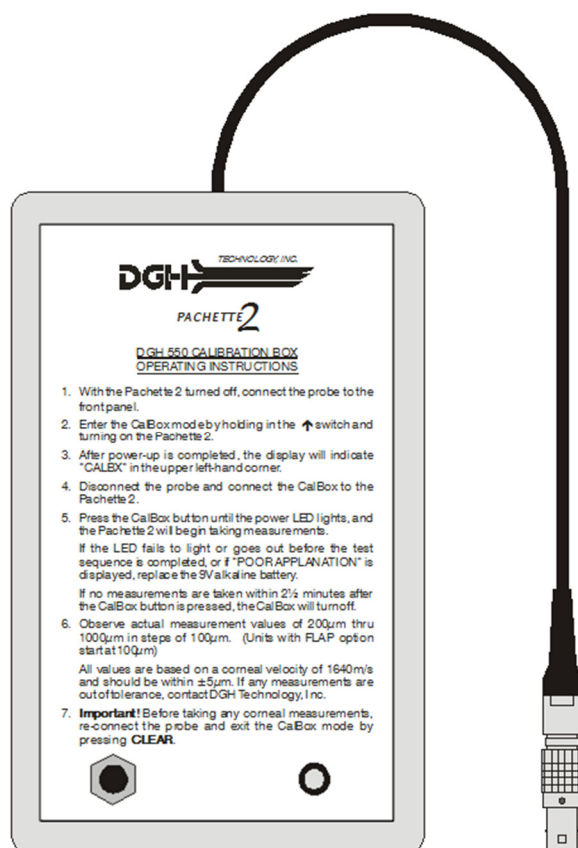 TECHNOLOGY, INC.
DGH
PACHETTE 2
DGH 550 CALIBRATION BOX
OPERATING INSTRUCTIONS
1. With the Pachette 2 turned off, connect the probe to the
front panel.
2. Enter the CalBox mode by holding in the ↑ switch and
turning on the Pachette 2.
3. After power-up is completed, the display will indicate
"CALBX" in the upper left-hand corner.
4. Disconnect the probe and connect the CalBox to the
Pachette 2.
5. Press the CalBox button until the power LED lights, and
the Pachette 2 will begin taking measurements.
If the LED fails to light or goes out before the test
sequence is completed, or if "POOR APPLANATION" is
displayed, replace the 9V alkaline battery.
If no measurements are taken within 2½ minutes after
the CalBox button is pressed, the CalBox will turn off.
6. Observe actual measurement values of 200µm thru
1000µm in steps of 100µm. (Units with FLAP option
start at 100µm)
All values are based on a corneal velocity of 1640m/s
and should be within ±5µm. If any measurements are
out of tolerance, contact DGH Technology, Inc.
7. Important! Before taking any corneal measurements,
re-connect the probe and exit the CalBox mode by
pressing CLEAR.